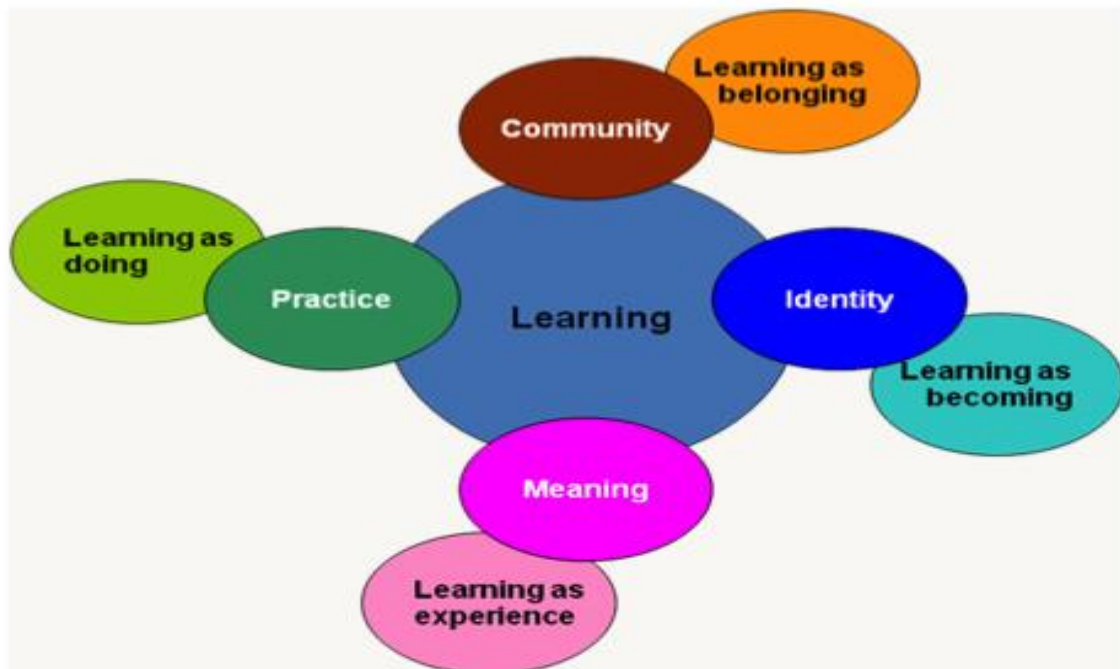 Learning as
belonging
Community
Learning as
doing
Practice
Learning
Identity
Learning as
becoming
Meaning
Learning as
experience